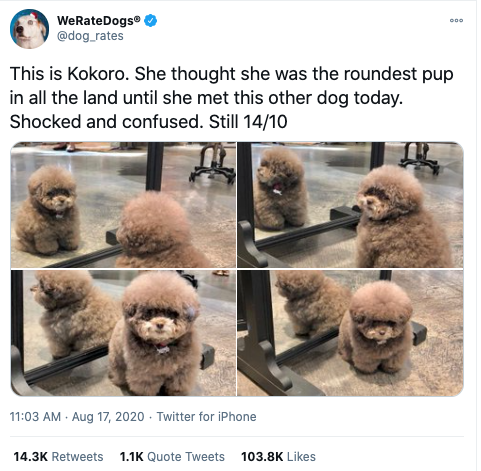 WeRateDogs®
@dog_rates
This is Kokoro. She thought she was the roundest pup
in all the land until she met this other dog today.
Shocked and confused. Still 14/10
11:03 AM · Aug 17, 2020 · Twitter for iPhone
14.3K Retweets 1.1K Quote Tweets 103.8K Likes